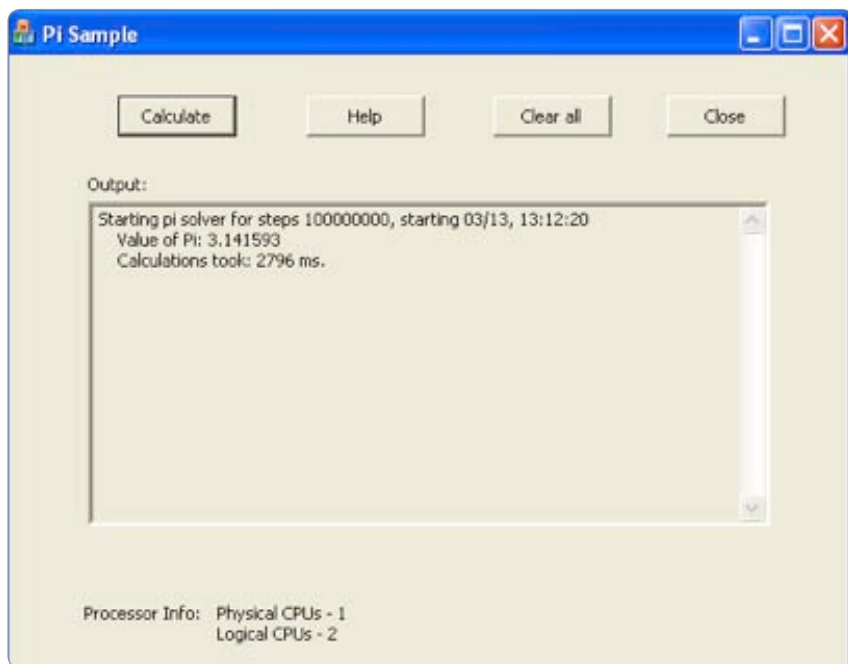 Pi Sample
Calculate Help Clear all Close
Output:
Starting pi solver for steps 100000000, starting 03/13, 13:12:20
Value of Pi: 3.141593
Calculations took: 2796 ms.
Processor Info: Physical CPUs - 1
Logical CPUs - 2